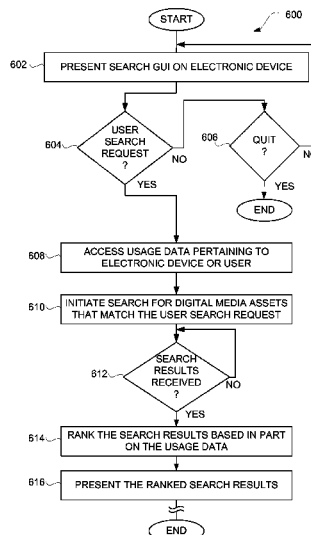 START
600
602
PRESENT SEARCH GUI ON ELECTRONIC DEVICE
604
USER
SEARCH
REQUEST
?
NO
YES
606
QUIT
?
NO
YES
END
608
ACCESS USAGE DATA PERTAINING TO
ELECTRONIC DEVICE OR USER
610
INITIATE SEARCH FOR DIGITAL MEDIA ASSETS
THAT MATCH THE USER SEARCH REQUEST
612
SEARCH
RESULTS
RECEIVED
?
NO
YES
614
RANK THE SEARCH RESULTS BASED IN PART
ON THE USAGE DATA
616
PRESENT THE RANKED SEARCH RESULTS
END